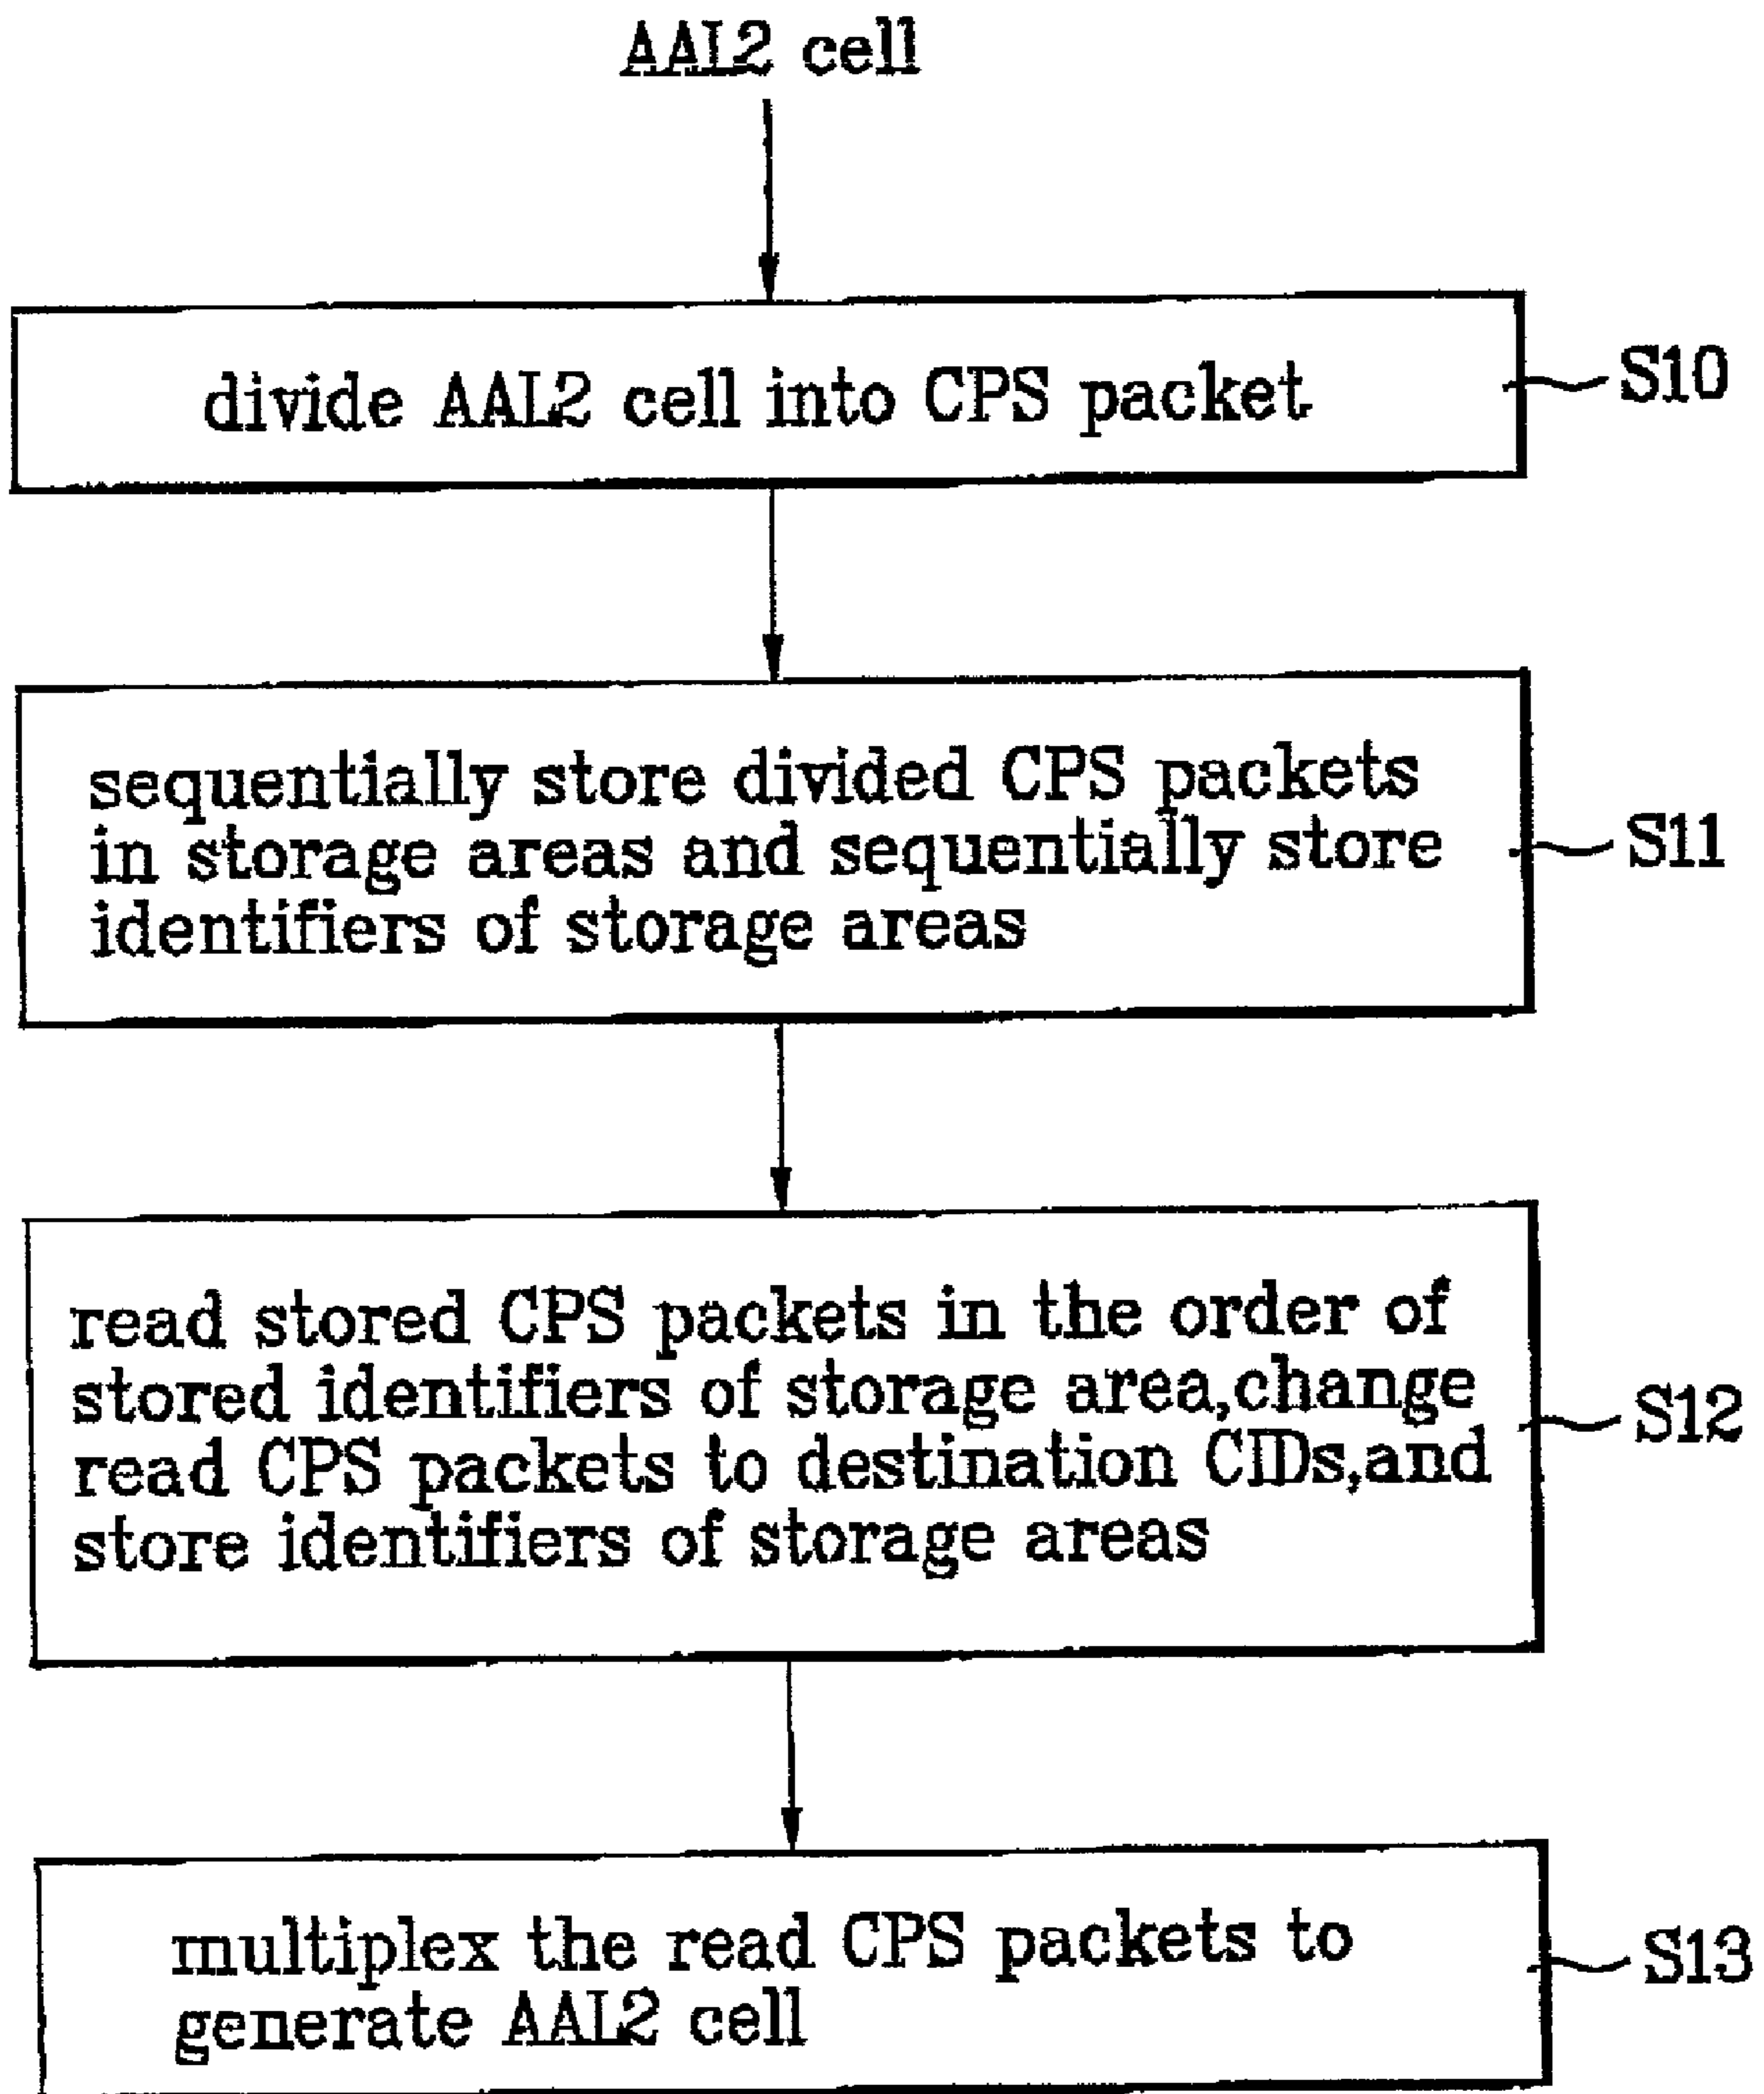 AAL2 cell
divide AAL2 cell into CPS packet
S10
sequentially store divided CPS packets
in storage areas and sequentially store
identifiers of storage areas
S11
read stored CPS packets in the order of
stored identifiers of storage area,change
read CPS packets to destination CIDs,and
store identifiers of storage areas
S12
multiplex the read CPS packets to
generate AAL2 cell
S13